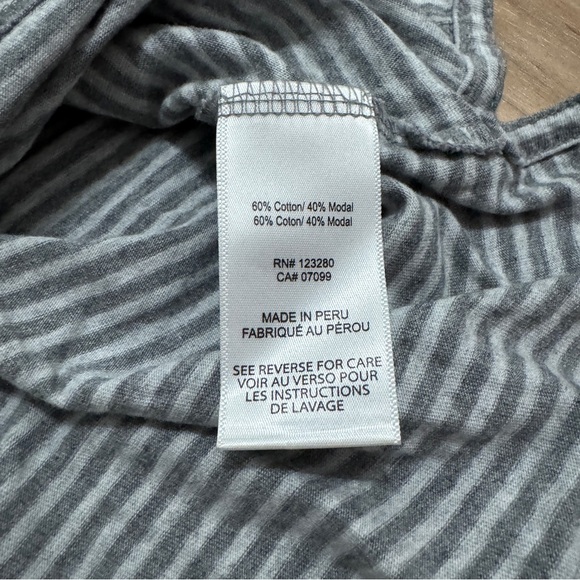 60% Cotton/ 40% Modal
60% Coton/ 40% Modal
RN# 123280
CA# 07099
MADE IN PERU
FABRIQUÉ AU PÉROU
SEE REVERSE FOR CARE
VOIR AU VERSO POUR
LES INSTRUCTIONS
DE LAVAGE